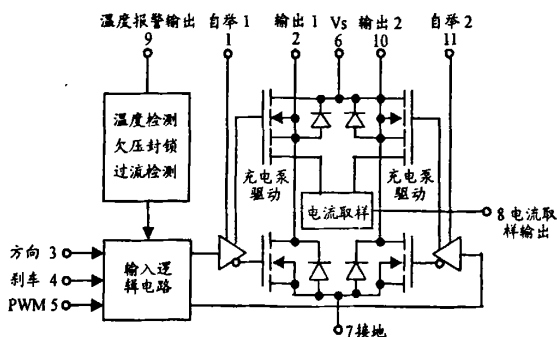 温度报警输出 自举 1 输出 1 Vs 输出 2 自举 2
9 1 2 6 10 11
温度检测
欠压封锁
过流检测
充电泵
驱动
充电泵
驱动
电流取样
8 电流取
样输出
方向 3
刹车 4
PWM 5
输入逻
辑电路
7接地